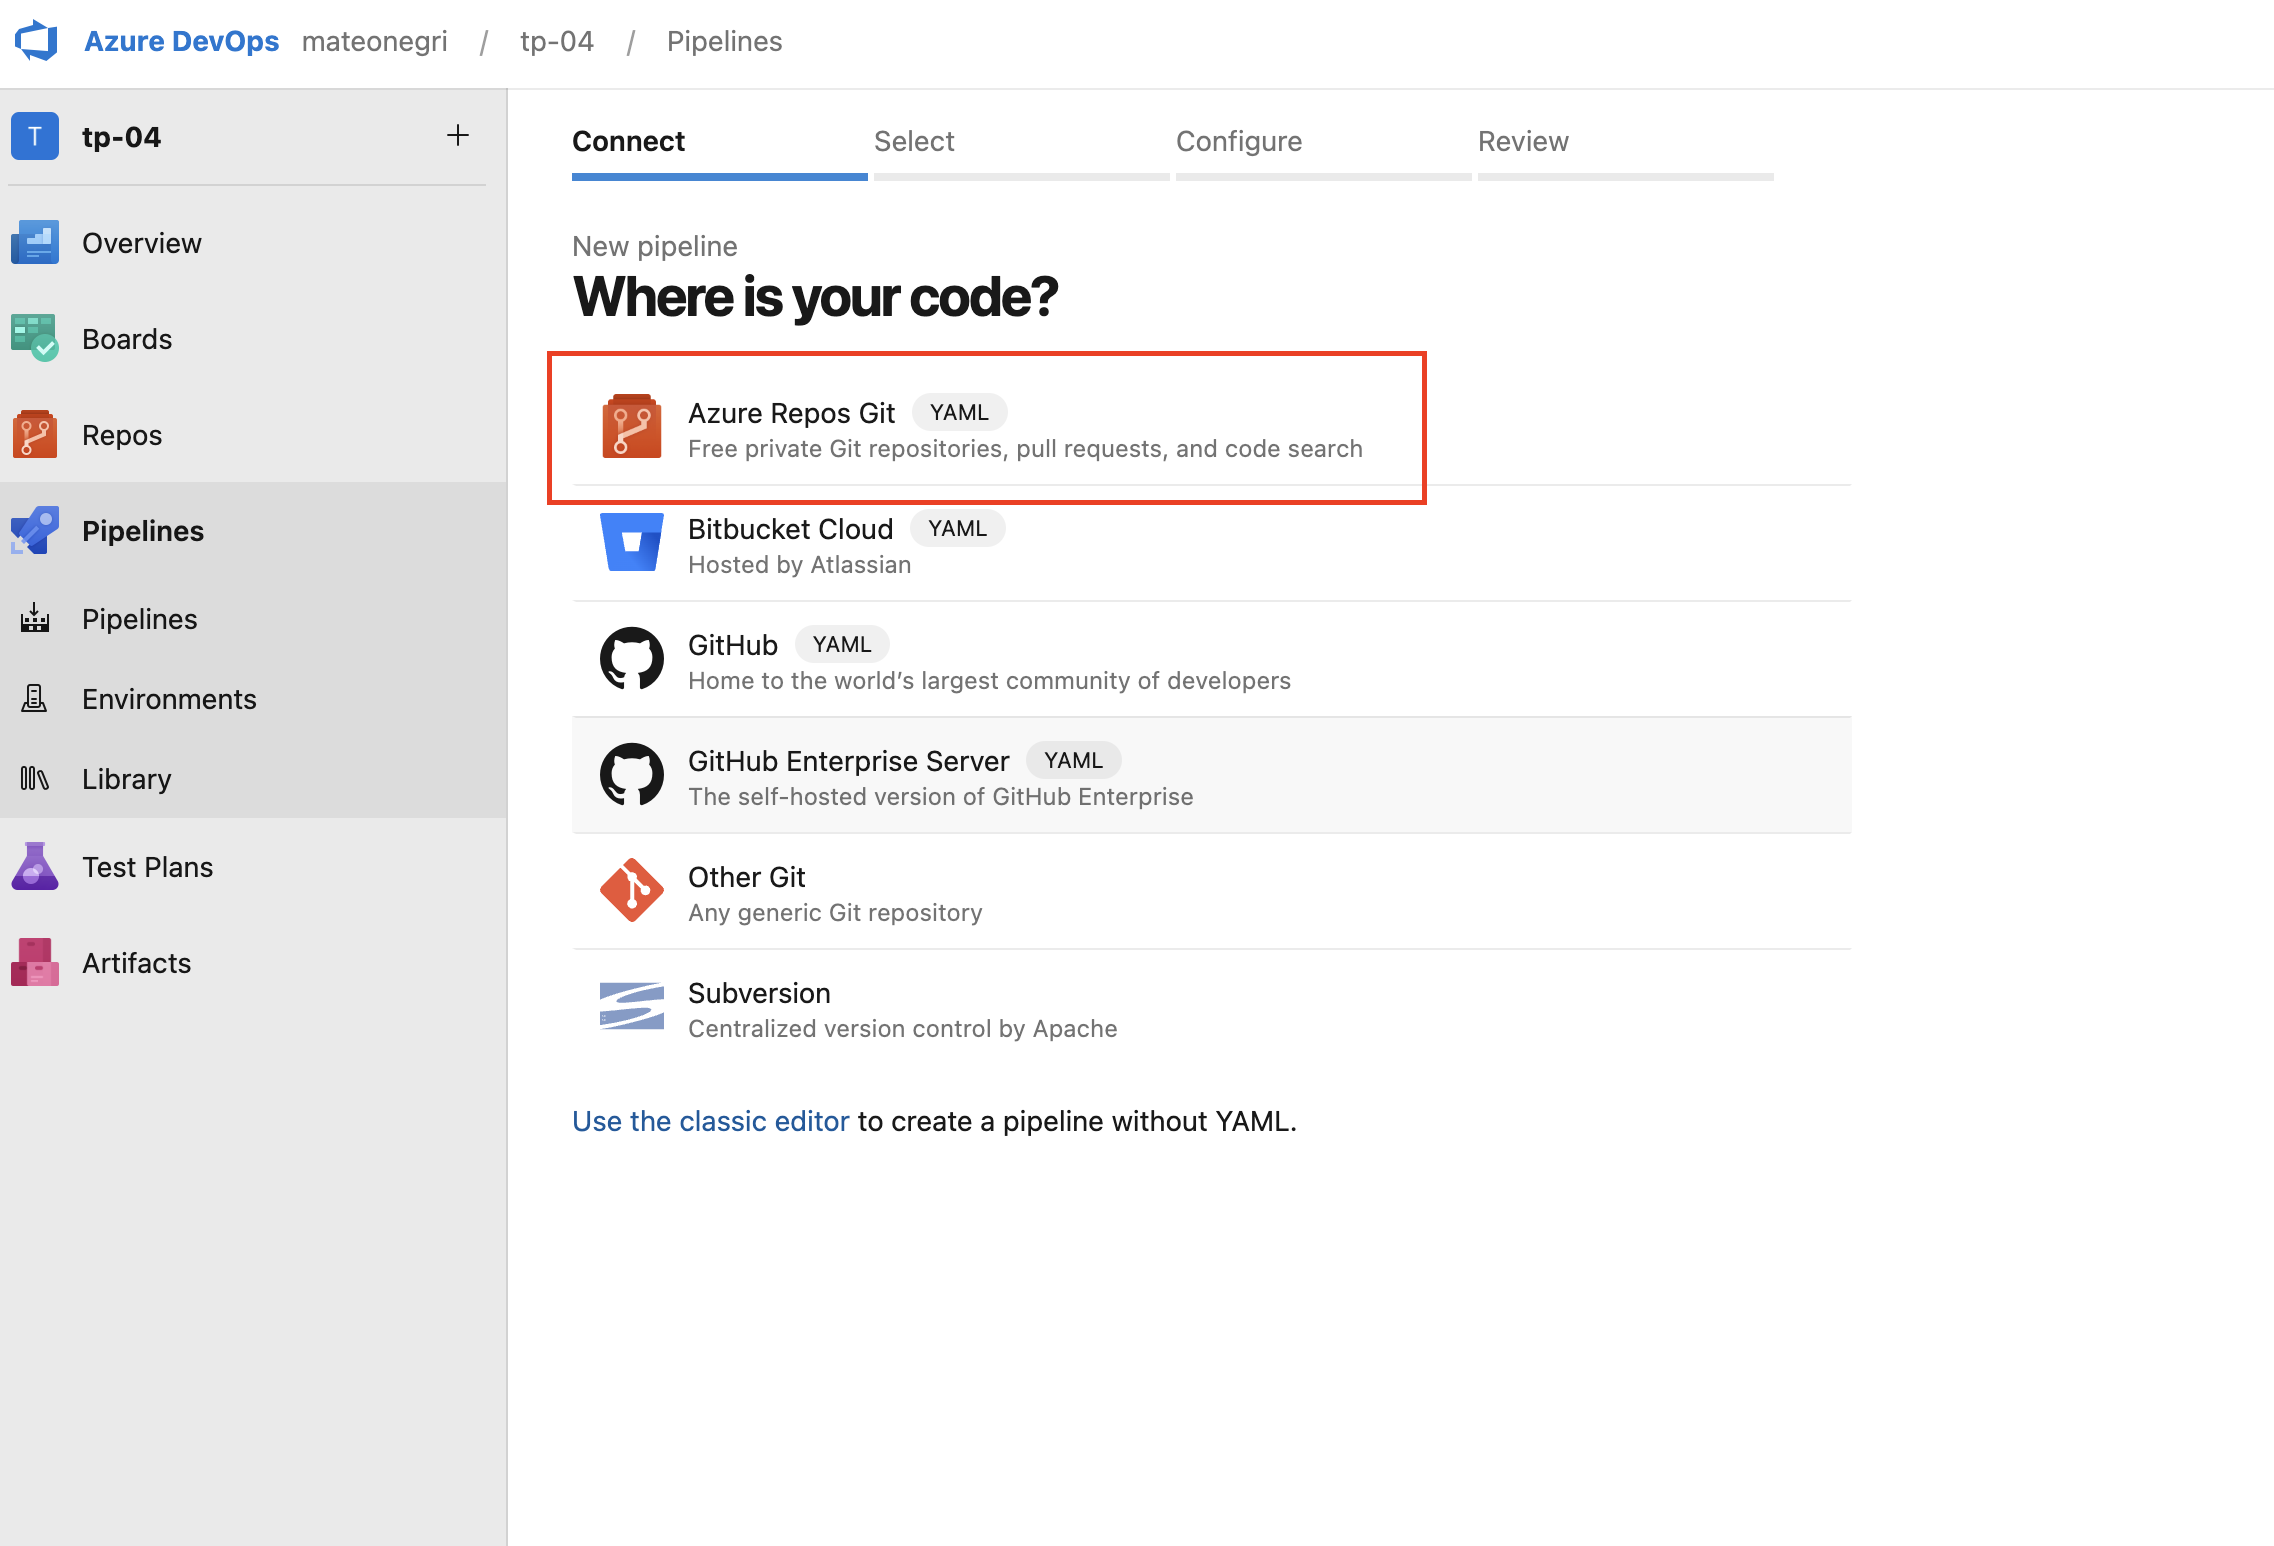 Azure DevOps mateonegri / tp-04 / Pipelines
T tp-04 +
Overview
Boards
Repos
Pipelines
Pipelines
Environments
Library
Test Plans
Artifacts
Connect Select Configure Review
New pipeline
Where is your code?
Azure Repos Git YAML
Free private Git repositories, pull requests, and code search
Bitbucket Cloud YAML
Hosted by Atlassian
GitHub YAML
Home to the world’s largest community of developers
GitHub Enterprise Server YAML
The self-hosted version of GitHub Enterprise
Other Git
Any generic Git repository
Subversion
Centralized version control by Apache
Use the classic editor to create a pipeline without YAML.